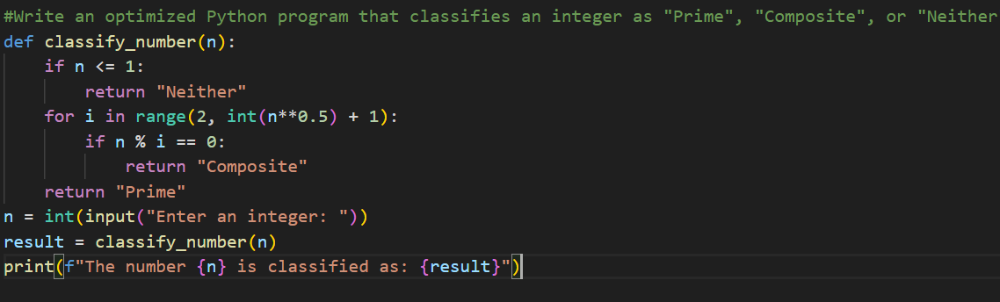 #Write an optimized Python program that classifies an integer as "Prime", "Composite", or "Neither
def classify_number(n):
    if n <= 1:
        return "Neither"
    for i in range(2, int(n**0.5) + 1):
        if n % i == 0:
            return "Composite"
    return "Prime"
n = int(input("Enter an integer: "))
result = classify_number(n)
print(f"The number {n} is classified as: {result}")